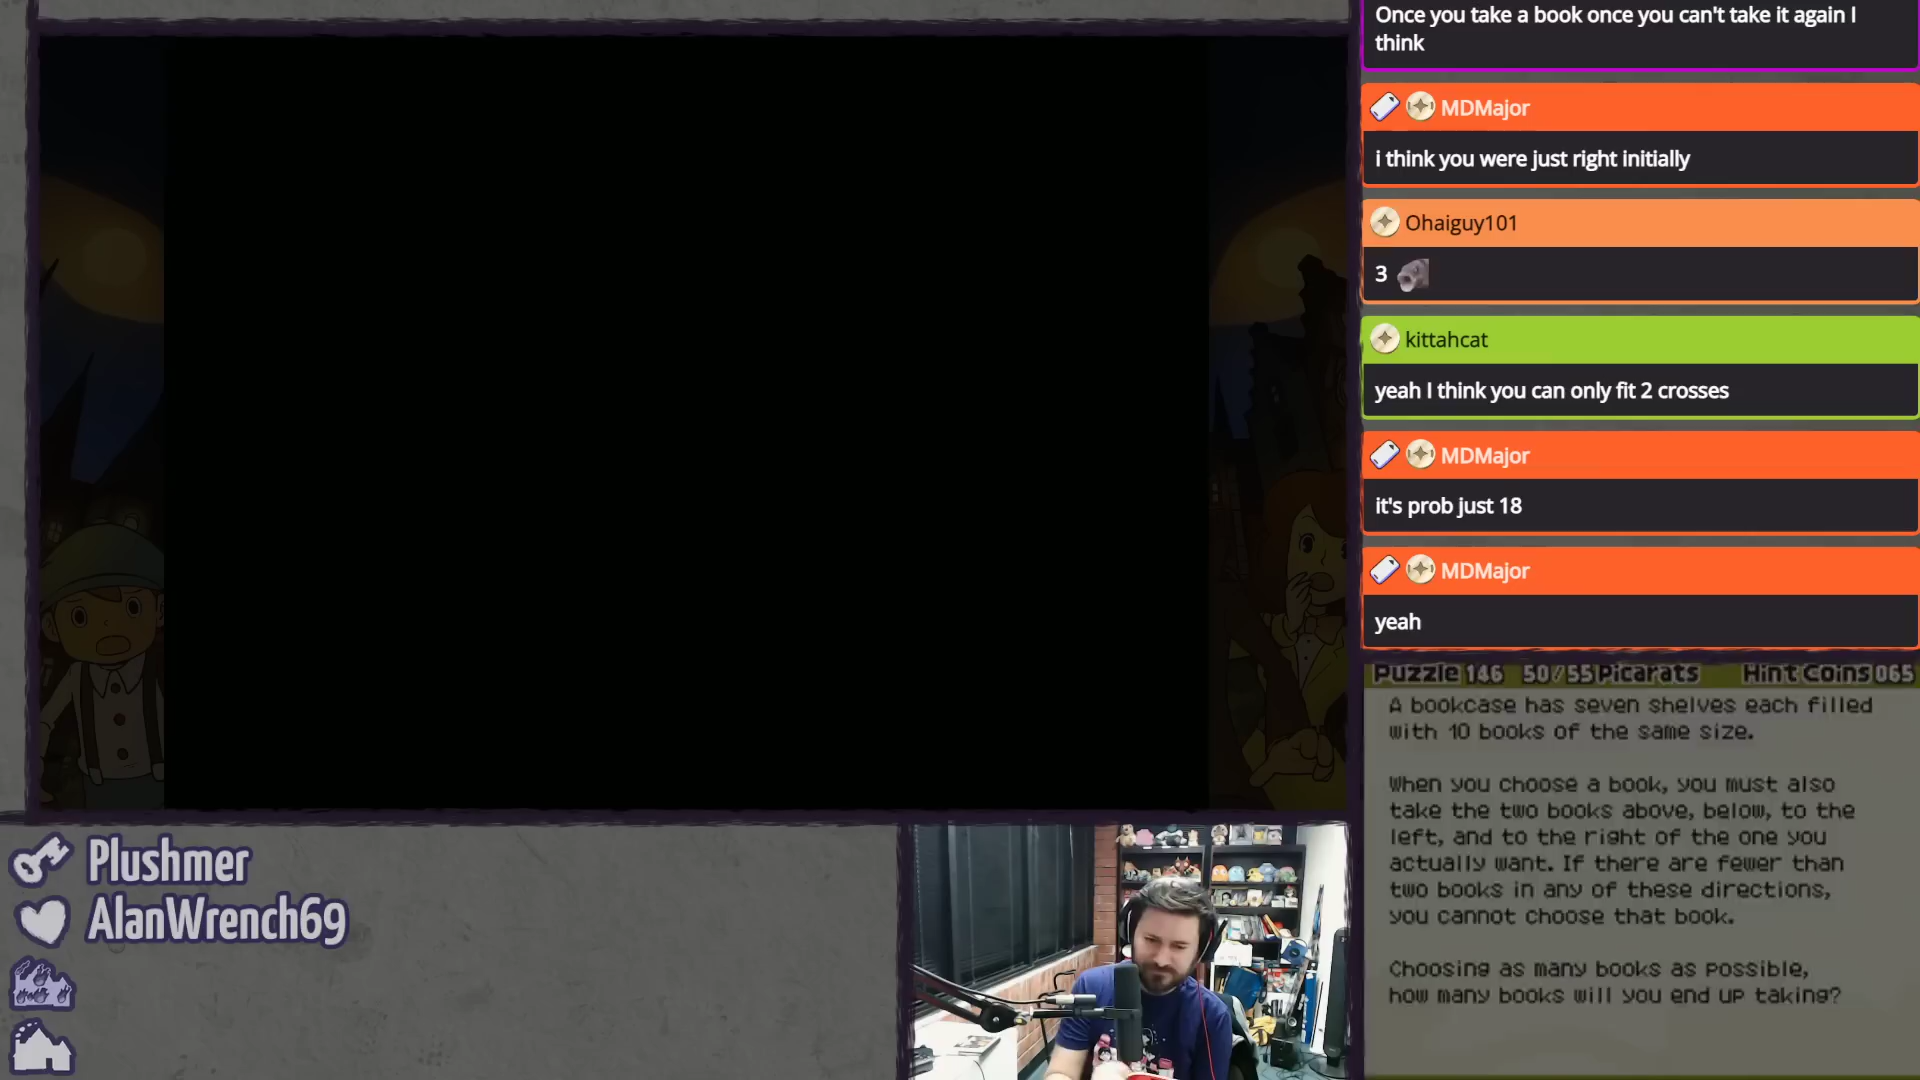 Once you take a book once you can't take it again I
think
MDMajor
i think you were just right initially
Ohaiguy101
3
kittahcat
yeah I think you can only fit 2 crosses
MDMajor
it's prob just 18
MDMajor
yeah
Puzzle 146 50/55 Picarats Hint Coins 065
A bookcase has seven shelves each filled
with 10 books of the same size.
When you choose a book, you must also
take the two books above, below, to the
left, and to the right of the one you
actually want. If there are fewer than
two books in any of these directions,
you cannot choose that book.
Choosing as many books as possible,
how many books will you end up taking?
Plushmer
AlanWrench69